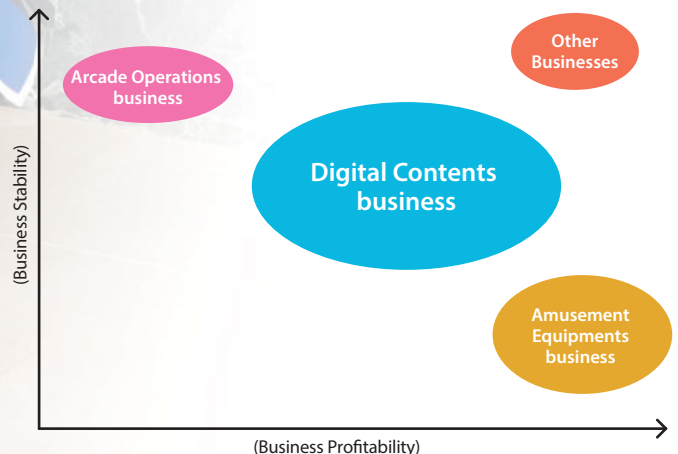 Other
Businesses
Arcade Operations
business
Digital Contents
business
(Business Stability)
Amusement
Equipments
business
(Business Profitability)